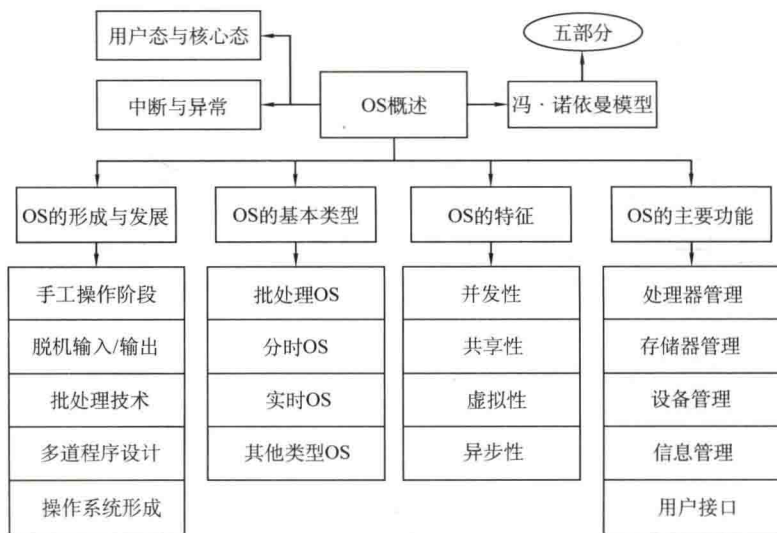 用户态与核心态
五部分
中断与异常
OS概述
冯·诺依曼模型
OS的形成与发展
OS的基本类型
OS的特征
OS的主要功能
手工操作阶段
批处理OS
并发性
处理器管理
脱机输入/输出
分时OS
共享性
存储器管理
批处理技术
实时OS
虚拟性
设备管理
多道程序设计
其他类型OS
异步性
信息管理
操作系统形成
用户接口